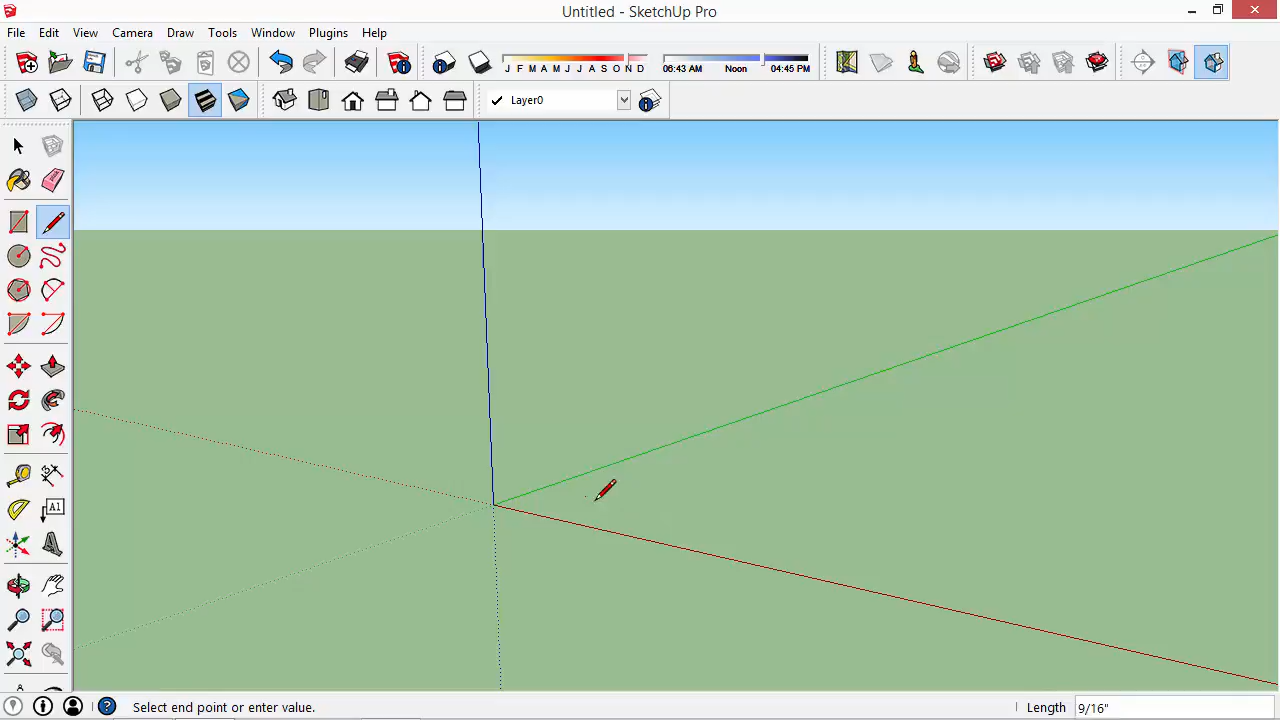 Untitled - SketchUp Pro
File Edit View Camera Draw Tools Window Plugins Help
J F M A M J J A S O N D 06:43 AM Noon 04:45 PM
Layer0
A1
Select end point or enter value. Length 9/16"